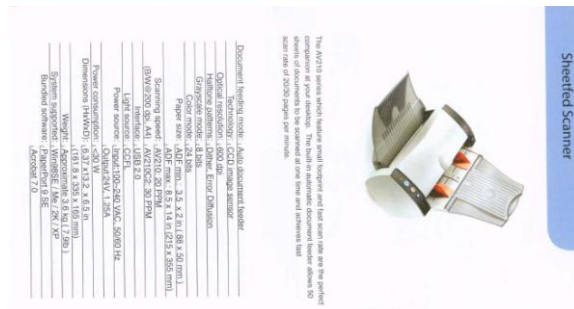 Sheetfed Scanner
The AV210 series which feature small footprint and fast scan rate are the perfect
companion at your desktop. The built-in automatic document feeder allows 50
sheets of documents to be scanned at one time and achieves fast
scan rate of 20/30 pages per minute.
Document feeding mode: Auto document feeder
Technology: CCD image sensor
Optical resolution: 600 dpi
Halftone patterns: Dither, Error Diffusion
Grayscale mode: 8 bits
Color mode: 24 bits
Paper size: ADF min. 3.5 x 2 in ( 88 x 50 mm )
ADF max. 8.5 x 14 in (215 x 355 mm)
Scanning speed: AV210: 20 PPM
(B/W@200 dpi, A4) AV210C2: 30 PPM
Interface: USB 2.0
Light source: CCFL
Power source: Input:100~240 VAC, 50/60 Hz
Output:24V, 1.25A
Power consumption: <30 W
Dimensions (HxWxD): 6.37 x13.2 x 6.5 in
(161.8 x 335 x 165 mm)
Weight: Approximate 3.6 kg ( 7.9lb )
System supported: Win98SE / Me / 2K / XP
Bundled software: PaperPort 9 SE
Acrobat 7.0